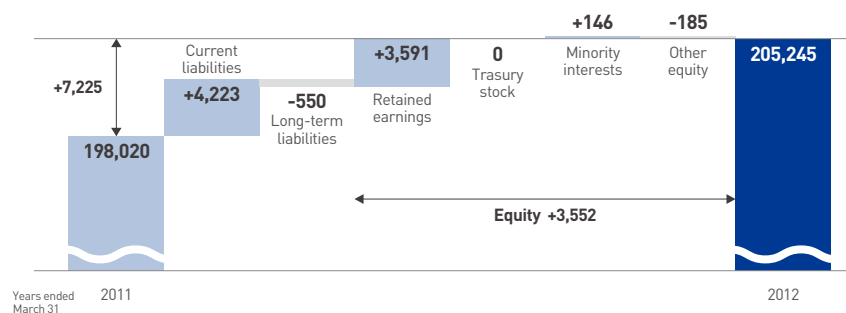 +146
-185
Current
liabilities
+3,591
0
Minority
interests
Other
equity
205,245
Trasury
stock
+7,225
+4,223
-550
Long-term
liabilities
Retained
earnings
198,020
Equity +3,552
Years ended
March 31
2011
2012